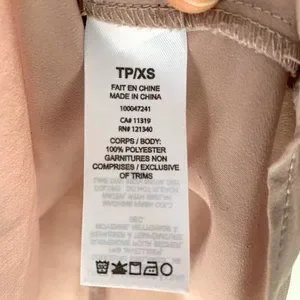 TP/XS
FAIT EN CHINE
MADE IN CHINA
100047241
CA# 11319
RN# 121340
CORPS / BODY:
100% POLYESTER
GARNITURES NON
COMPRISES / EXCLUSIVE
OF TRIMS